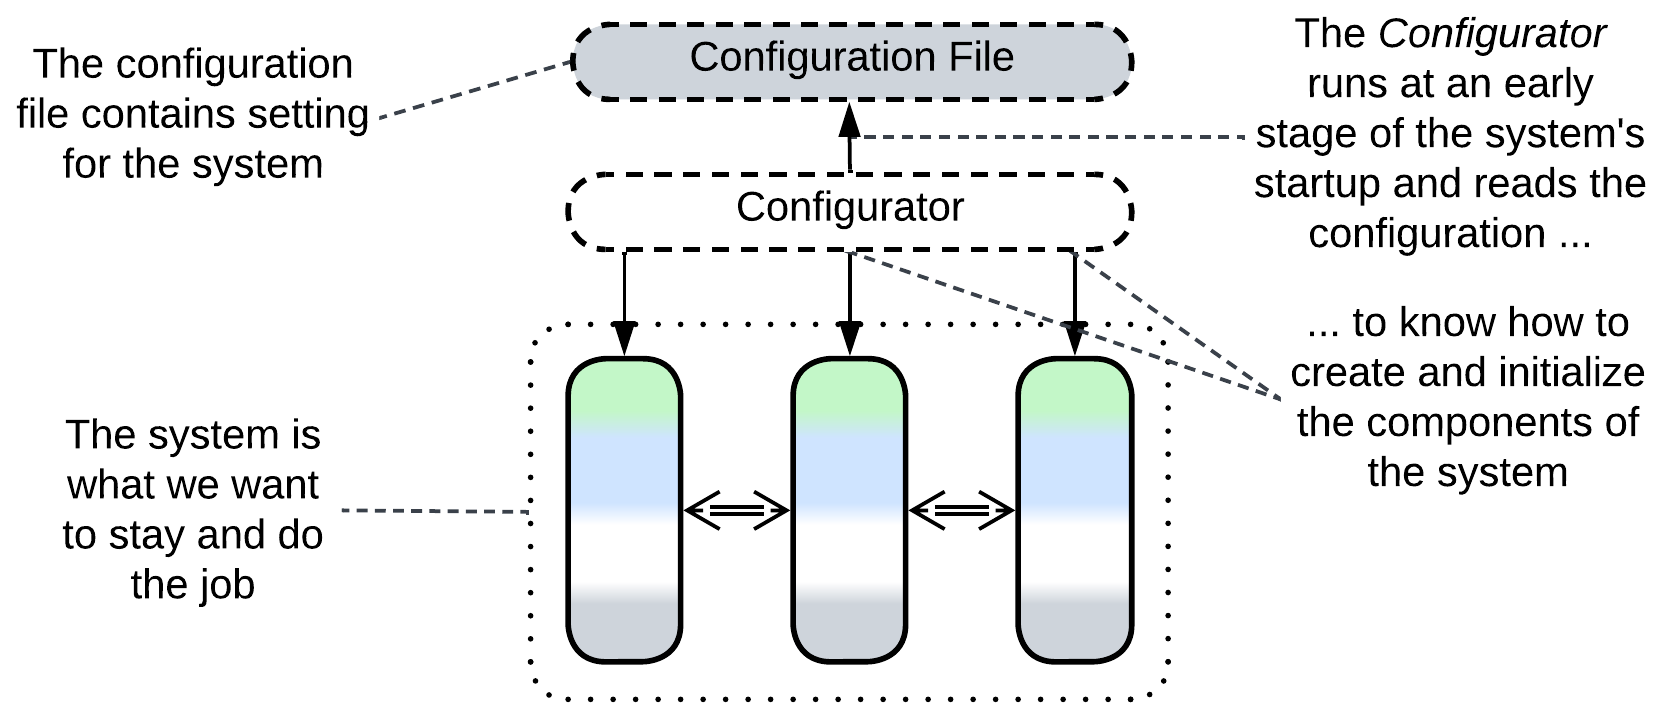 The configuration
file contains setting
for the system
Configuration File
The Configurator
runs at an early
stage of the system's
startup and reads the
configuration ...
Configurator
... to know how to
create and initialize
the components of
the system
The system is
what we want
to stay and do
the job